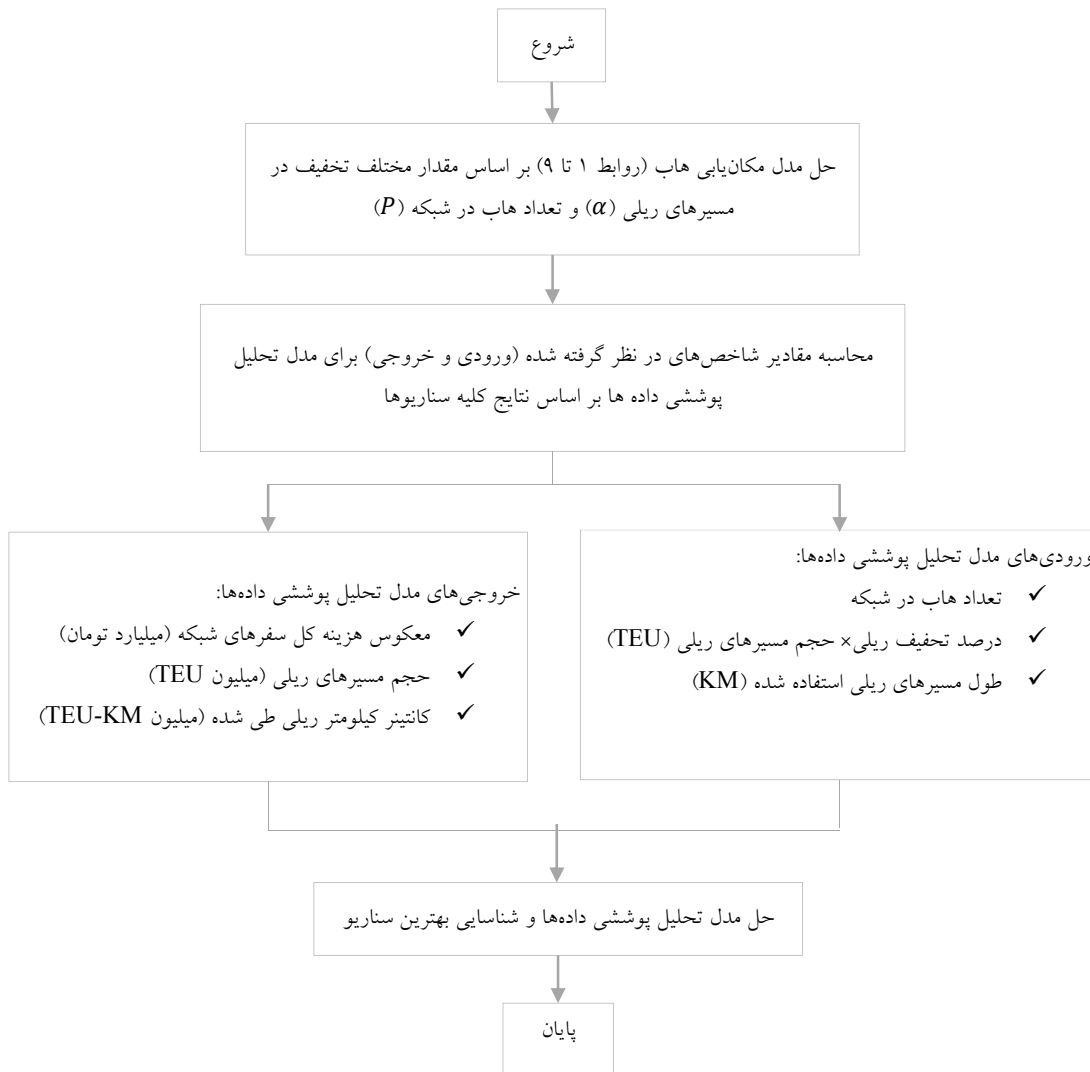 شروع
حل مدل مکان‌یابی هاب (روابط ۱ تا ۹) بر اساس مقدار مختلف تخفیف در
مسیرهای ریلی (α) و تعداد هاب در شبکه (P)
محاسبه مقادیر شاخص‌های در نظر گرفته شده (ورودی و خروجی) برای مدل تحلیل
پوششی داده ها بر اساس نتایج کلیه سناریوها
ورودی‌های مدل تحلیل پوششی داده‌ها:
✓ تعداد هاب در شبکه
✓ درصد تحفیف ریلی× حجم مسیرهای ریلی (TEU)
✓ طول مسیرهای ریلی استفاده شده (KM)
خروجی‌های مدل تحلیل پوششی داده‌ها:
✓ معکوس هزینه کل سفرهای شبکه (میلیارد تومان)
✓ حجم مسیرهای ریلی (میلیون TEU)
✓ کانتینر کیلومتر ریلی طی شده (میلیون TEU-KM)
حل مدل تحلیل پوششی داده‌ها و شناسایی بهترین سناریو
پایان